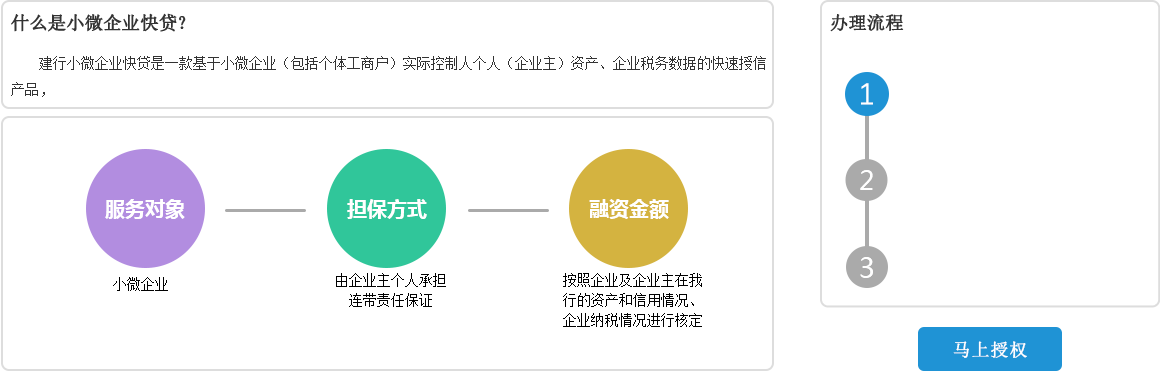 什么是小微企业快贷?
建行小微企业快贷是一款基于小微企业（包括个体工商户）实际控制人个人（企业主）资产、企业税务数据的快速授信
产品，
服务对象
担保方式
融资金额
小微企业
由企业主个人承担
连带责任保证
按照企业及企业主在我
行的资产和信用情况、
企业纳税情况进行核定
办理流程
1
2
3
马上授权